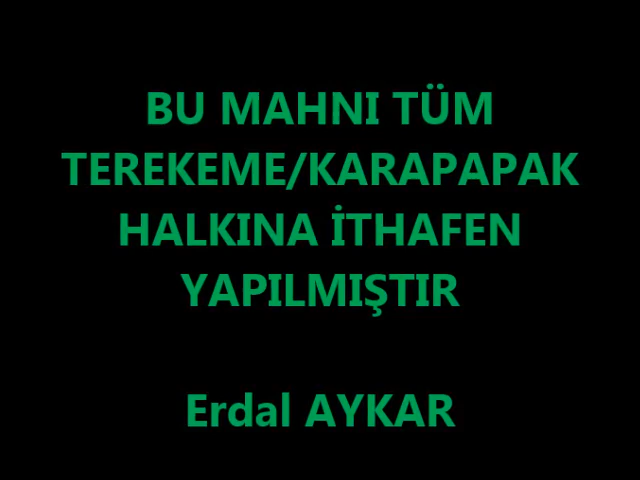 BU MAHNI TÜM
TEREKEME/KARAPAPAK
HALKINA İTHAFEN
YAPILMIŞTIR
Erdal AYKAR